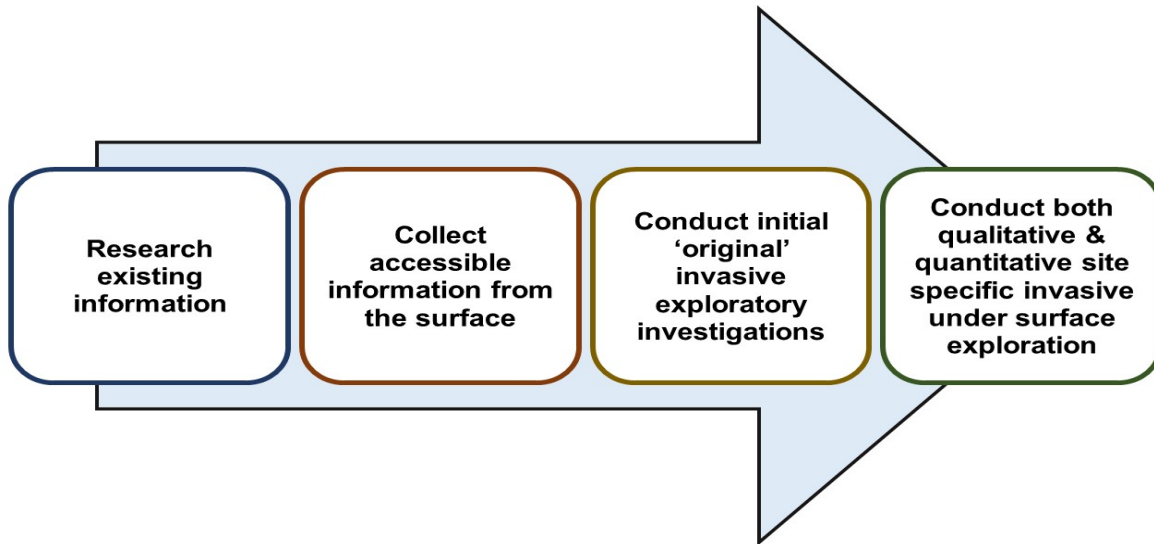 Research
existing
information
Collect
accessible
information from
the surface
Conduct initial
‘original’
invasive
exploratory
investigations
Conduct both
qualitative &
quantitative site
specific invasive
under surface
exploration